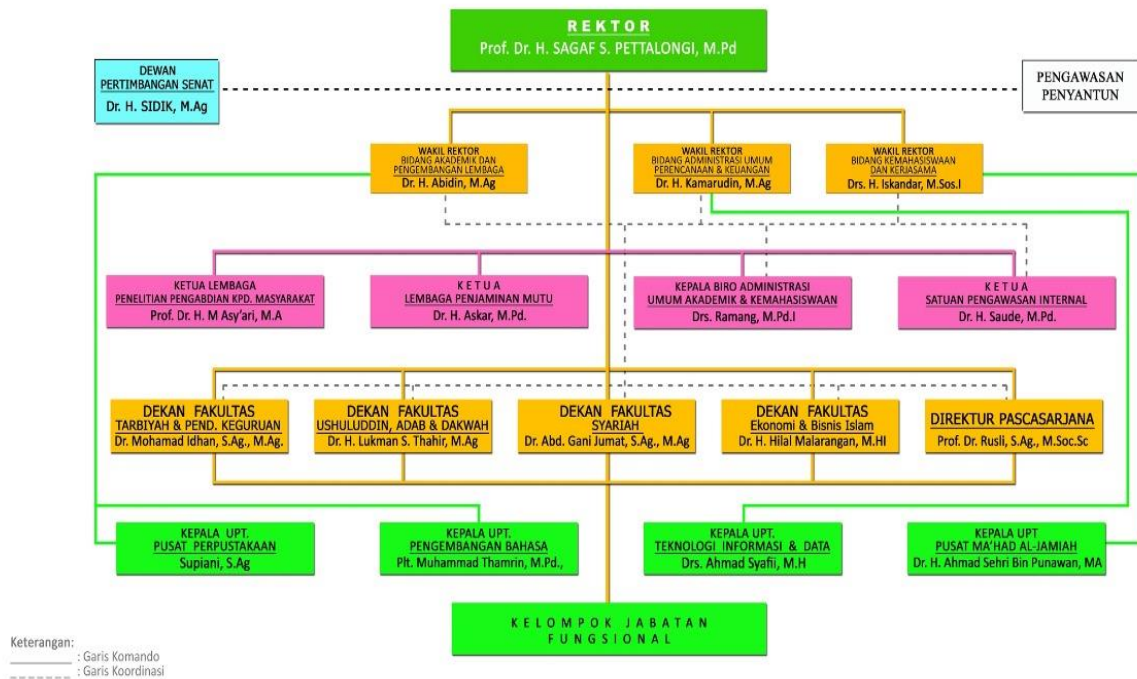 REKTOR
Prof. Dr. H. SAGAF S. PETTALONGI, M.Pd
DEWAN
PERTIMBANGAN SENAT
Dr. H. SIDIK, M.Ag
PENGAWASAN
PENYANTUN
WAKIL REKTOR
BIDANG AKADEMIK DAN
PENGEMBANGAN LEMBAGA
Dr. H. Abidin, M.Ag
WAKIL REKTOR
BIDANG ADMINISTRASI UMUM
PERENCANAAN & KEUANGAN
Dr. H. Kamarudin, M.Ag
WAKIL REKTOR
BIDANG KEMAHASISWAAN
DAN KERJASAMA
Drs. H. Iskandar, M.Sos.I
KETUA LEMBAGA
PENELITIAN PENGABDIAN KPD. MASYARAKAT
Prof. Dr. H. M Asy'ari, M.A
KETUA
LEMBAGA PENJAMINAN MUTU
Dr. H. Askar, M.Pd.
KEPALA BIRO ADMINISTRASI
UMUM AKADEMIK & KEMAHASISWAAN
Drs. Ramang, M.Pd.I
KETUA
SATUAN PENGAWASAN INTERNAL
Dr. H. Saude, M.Pd.
DEKAN FAKULTAS
TARBIYAH & PEND. KEGURUAN
Dr. Mohamad Idhan, S.Ag., M.Ag.
DEKAN FAKULTAS
USHULUDDIN, ADAB & DAKWAH
Dr. H. Lukman S. Thahir, M.Ag
DEKAN FAKULTAS
SYARIAH
Dr. Abd. Gani Jumat, S.Ag., M.Ag
DEKAN FAKULTAS
Ekonomi & Bisnis Islam
Dr. H. Hilal Malarangan, M.HI
DIREKTUR PASCASARJANA
Prof. Dr. Rusli, S.Ag., M.Soc.Sc
KEPALA UPT.
PUSAT PERPUSTAKAAN
Supiani, S.Ag
KEPALA UPT.
PENGEMBANGAN BAHASA
Plt. Muhammad Thamrin, M.Pd.,
KEPALA UPT.
TEKNOLOGI INFORMASI & DATA
Drs. Ahmad Syafii, M.H
KEPALA UPT
PUSAT MA'HAD AL-JAMIAH
Dr. H. Ahmad Sehri Bin Punawan, MA
KELOMPOK JABATAN
FUNGSIONAL
Keterangan:
: Garis Komando
: Garis Koordinasi